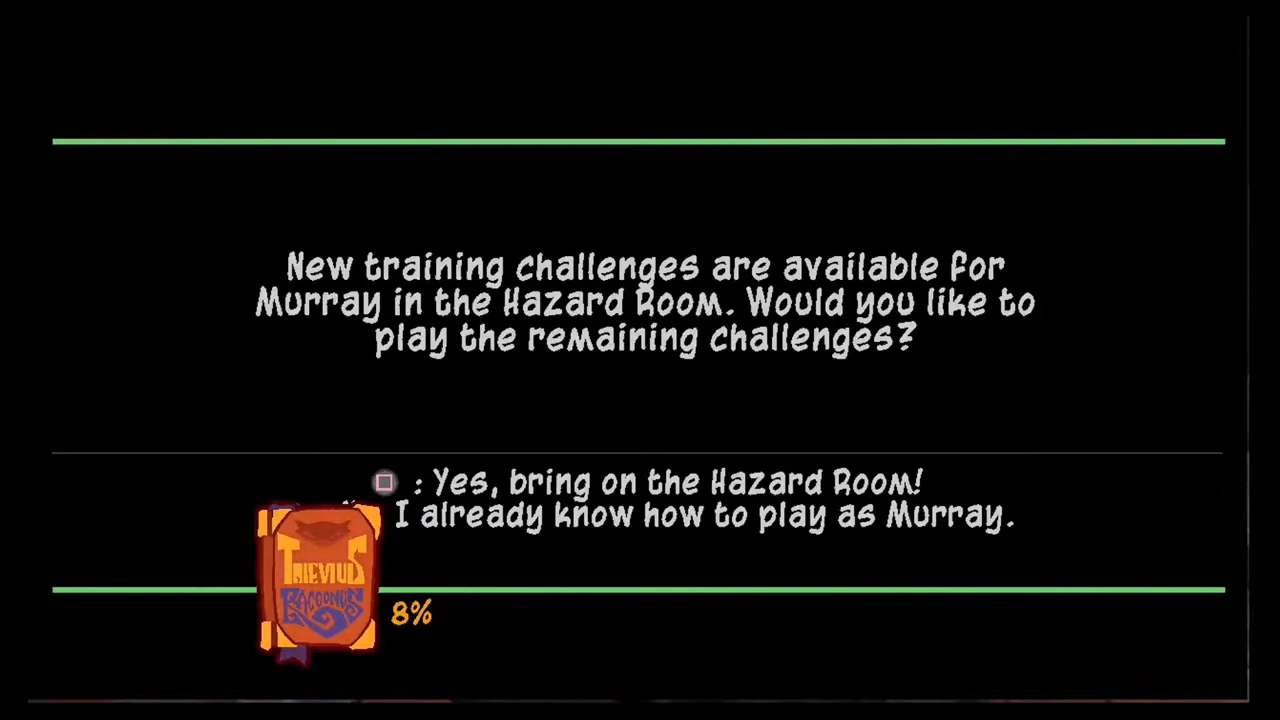 New training challenges are available for
Murray in the Hazard Room. Would you like to
play the remaining challenges?
: Yes, bring on the Hazard Room!
I already know how to play as Murray.
THIEVIUS
RACCOONUS
8%